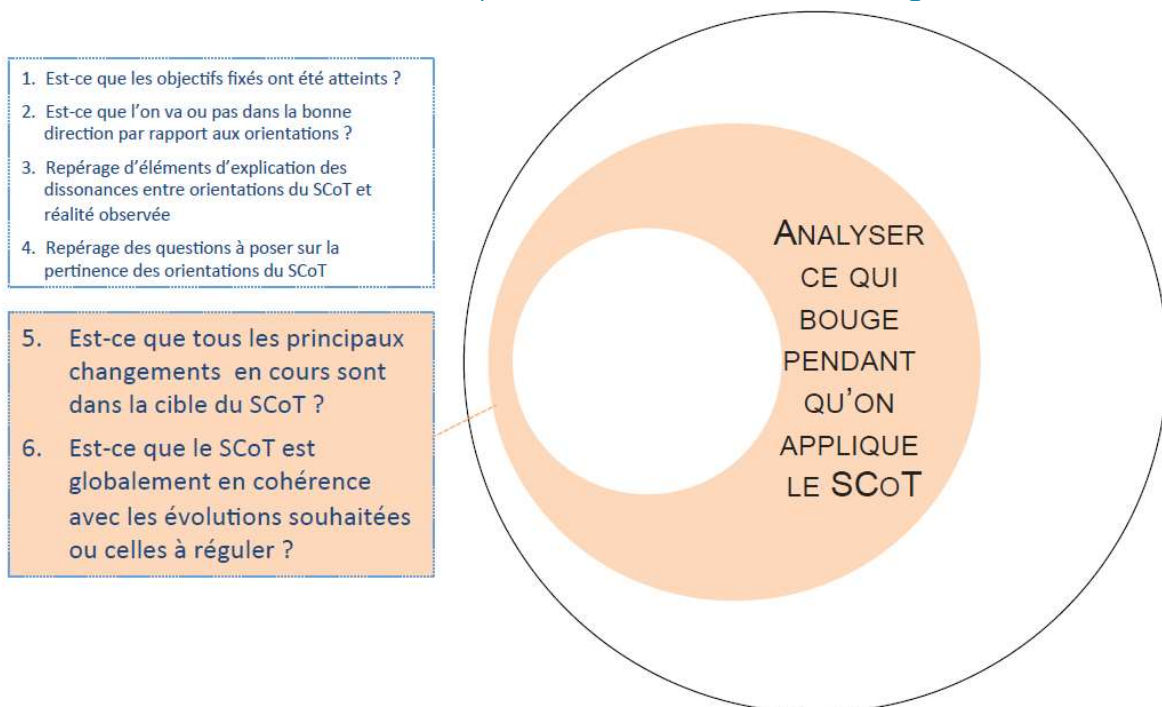 1. Est-ce que les objectifs fixés ont été atteints ?
2. Est-ce que l'on va ou pas dans la bonne
direction par rapport aux orientations ?
3. Repérage d'éléments d'explication des
dissonances entre orientations du SCoT et
réalité observée
4. Repérage des questions à poser sur la
pertinence des orientations du SCoT
5. Est-ce que tous les principaux
changements en cours sont
dans la cible du SCoT ?
6. Est-ce que le SCoT est
globalement en cohérence
avec les évolutions souhaitées
ou celles à réguler ?
ANALYSER
CE QUI
BOUGE
PENDANT
QU'ON
APPLIQUE
LE SCOT